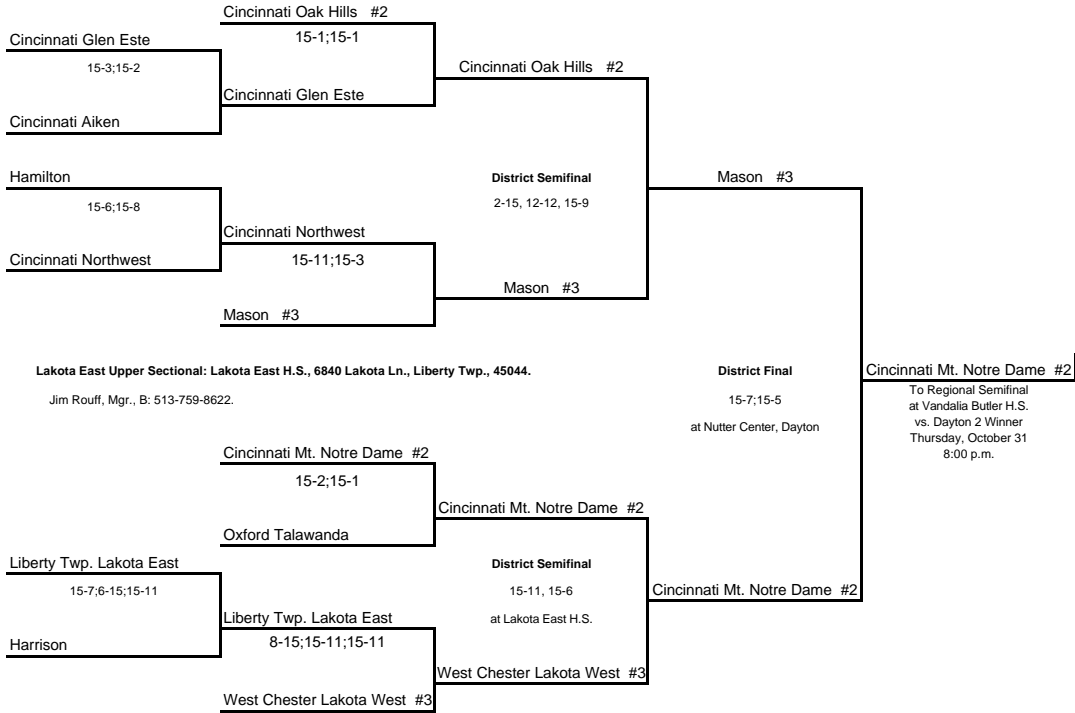 Cincinnati Oak Hills #2
Cincinnati Glen Este
15-1;15-1
15-3;15-2
Cincinnati Oak Hills #2
Cincinnati Glen Este
Cincinnati Aiken
Hamilton
District Semifinal
Mason #3
15-6;15-8
2-15, 12-12, 15-9
Cincinnati Northwest
Cincinnati Northwest
15-11;15-3
Mason #3
Mason #3
Lakota East Upper Sectional: Lakota East H.S., 6840 Lakota Ln., Liberty Twp., 45044.
District Final
Cincinnati Mt. Notre Dame #2
Jim Rouff, Mgr., B: 513-759-8622.
15-7;15-5
at Nutter Center, Dayton
To Regional Semifinal
at Vandalia Butler H.S.
vs. Dayton 2 Winner
Thursday, October 31
8:00 p.m.
Cincinnati Mt. Notre Dame #2
15-2;15-1
Cincinnati Mt. Notre Dame #2
Oxford Talawanda
Liberty Twp. Lakota East
District Semifinal
15-7;6-15;15-11
15-11, 15-6
Cincinnati Mt. Notre Dame #2
Liberty Twp. Lakota East
at Lakota East H.S.
Harrison
8-15;15-11;15-11
West Chester Lakota West #3
West Chester Lakota West #3